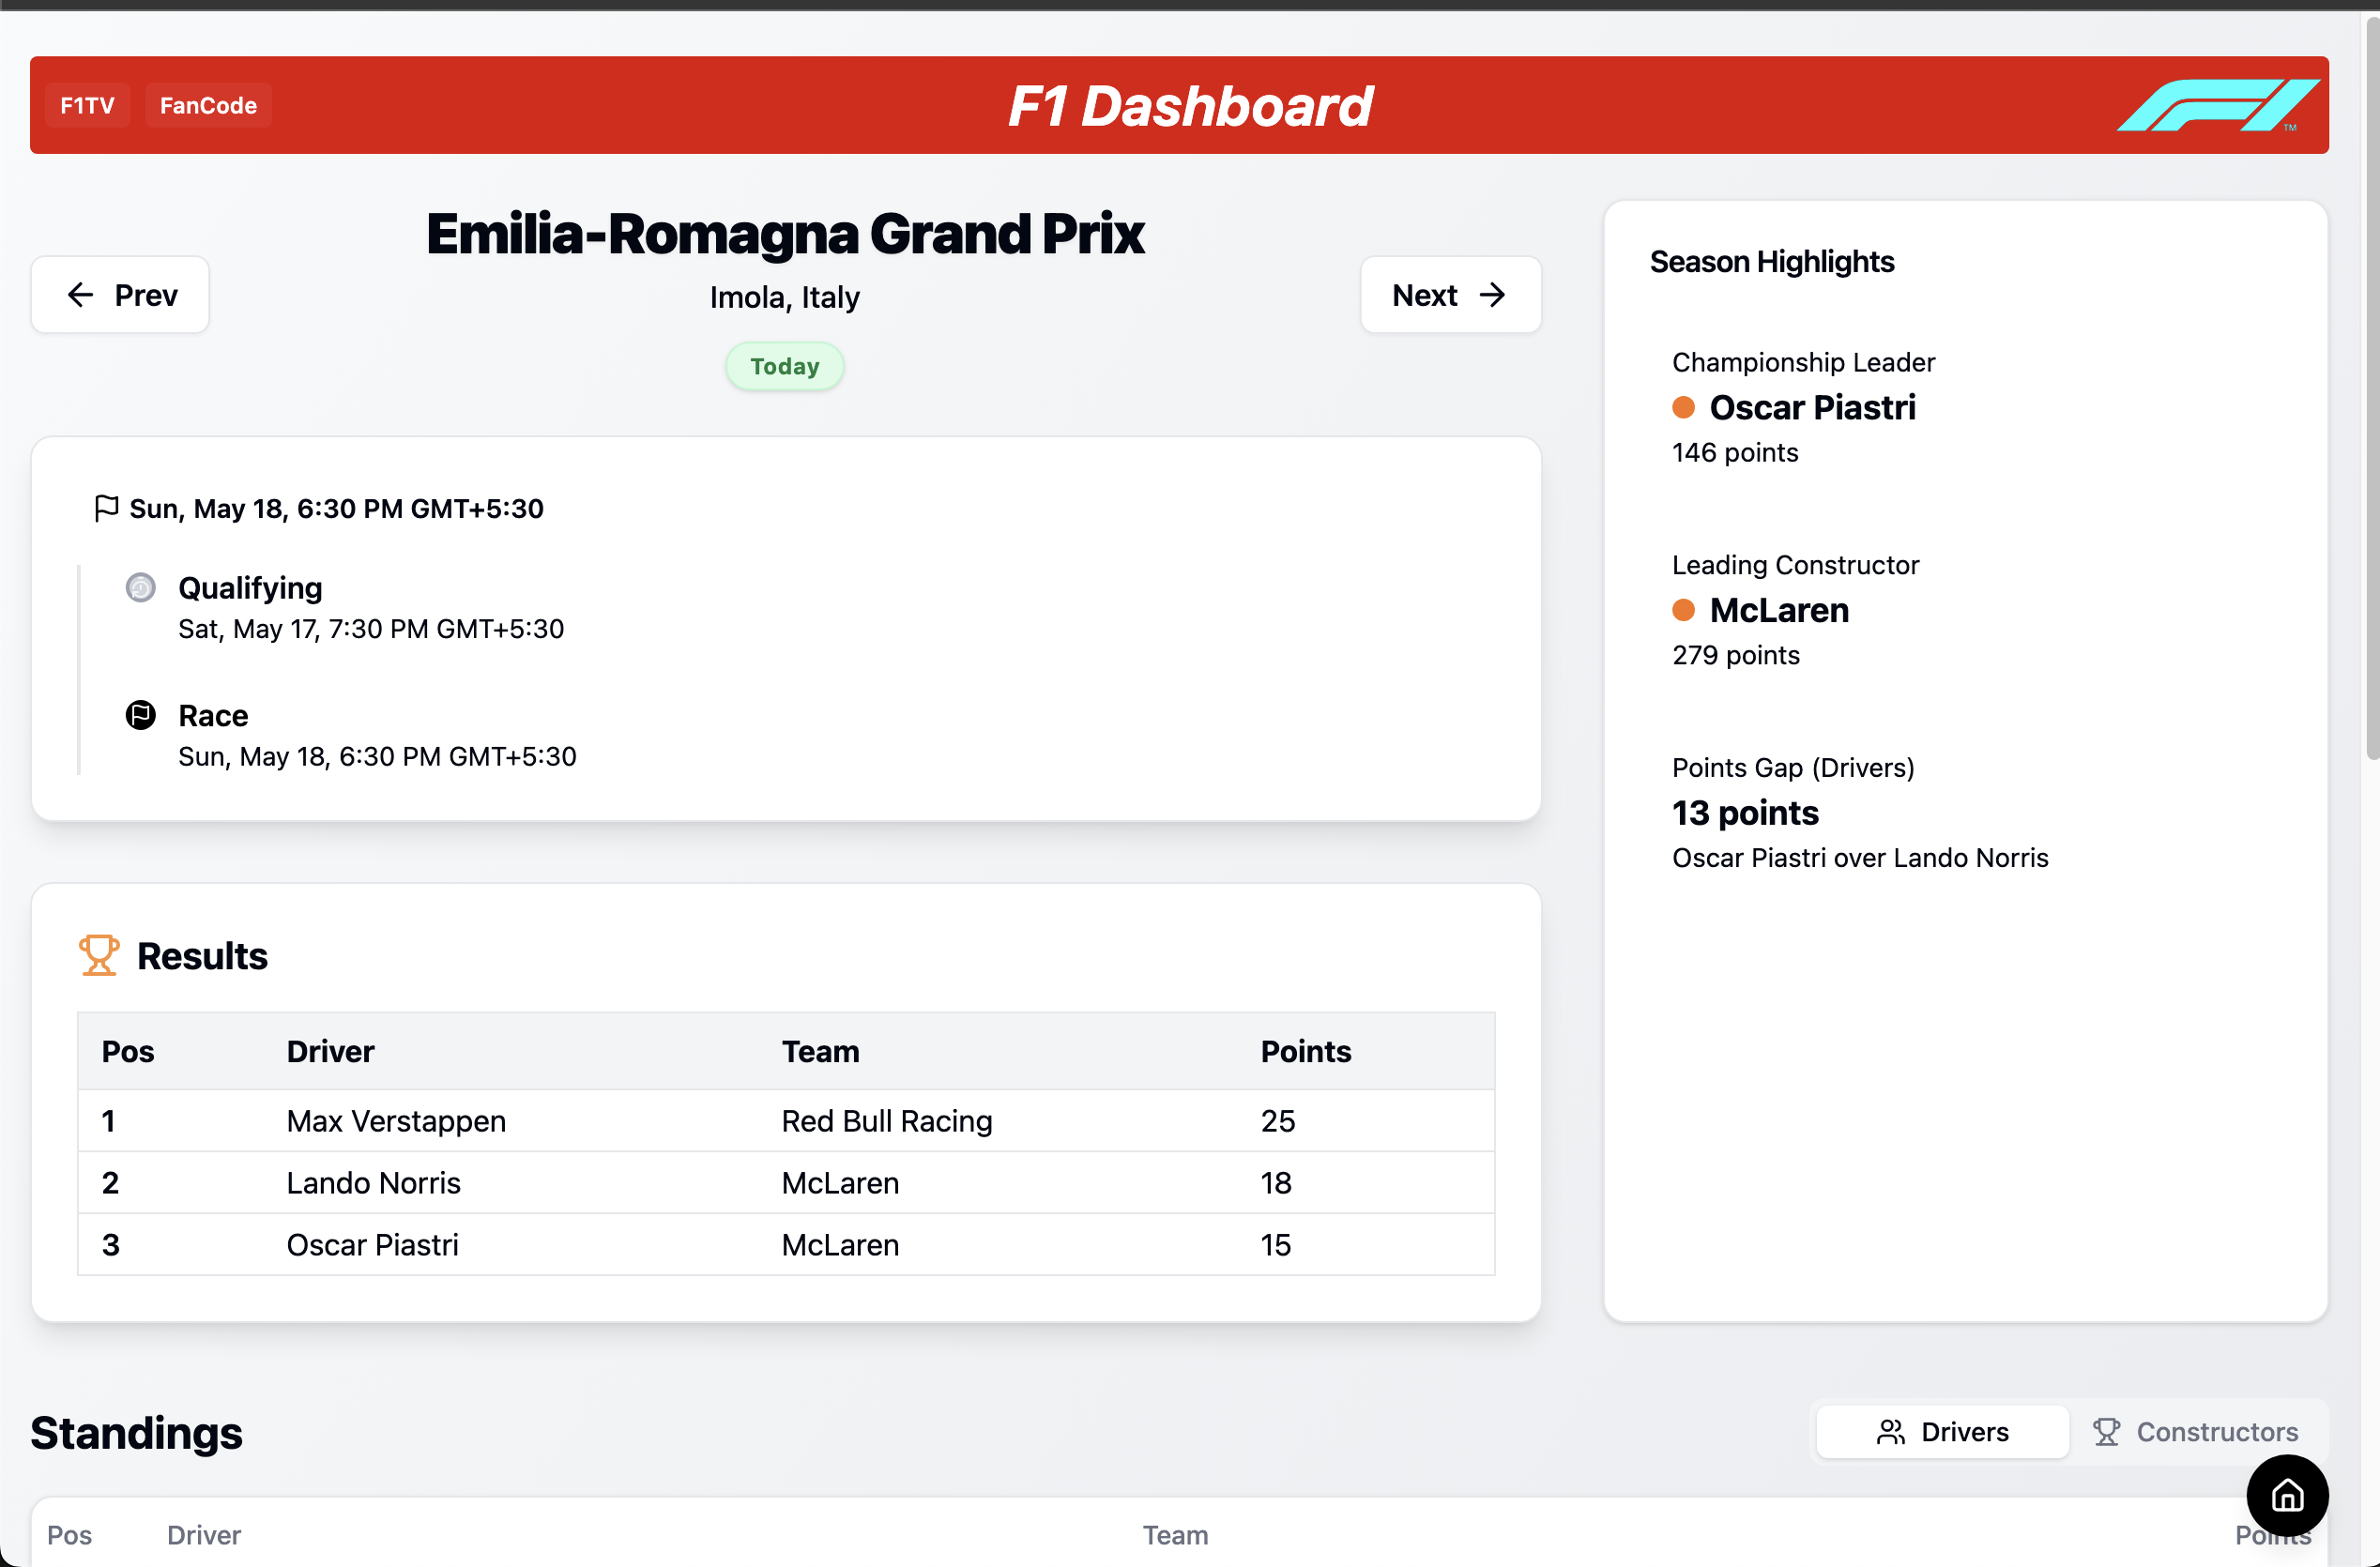 F1TV FanCode F1 Dashboard F1 TM
Emilia-Romagna Grand Prix
Prev
Imola, Italy
Next
Today
Sun, May 18, 6:30 PM GMT+5:30
Qualifying
Sat, May 17, 7:30 PM GMT+5:30
Race
Sun, May 18, 6:30 PM GMT+5:30
Results
Pos Driver Team Points
1 Max Verstappen Red Bull Racing 25
2 Lando Norris McLaren 18
3 Oscar Piastri McLaren 15
Season Highlights
Championship Leader
Oscar Piastri
146 points
Leading Constructor
McLaren
279 points
Points Gap (Drivers)
13 points
Oscar Piastri over Lando Norris
Standings
Drivers Constructors
Pos Driver Team Points